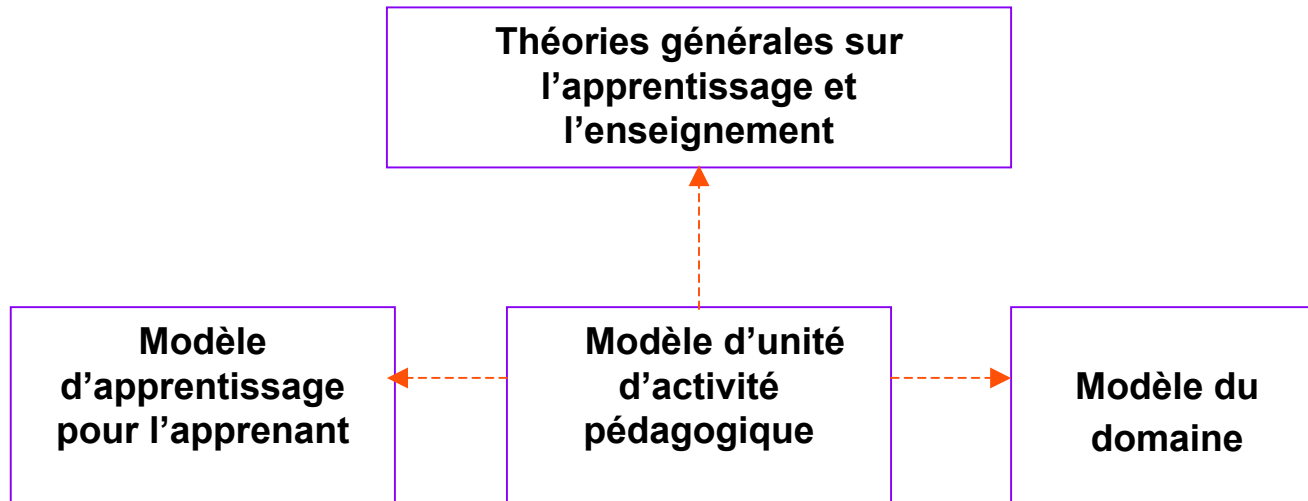 Théories générales sur
l’apprentissage et
l’enseignement
Modèle
d’apprentissage
pour l’apprenant
Modèle d’unité
d’activité
pédagogique
Modèle du
domaine